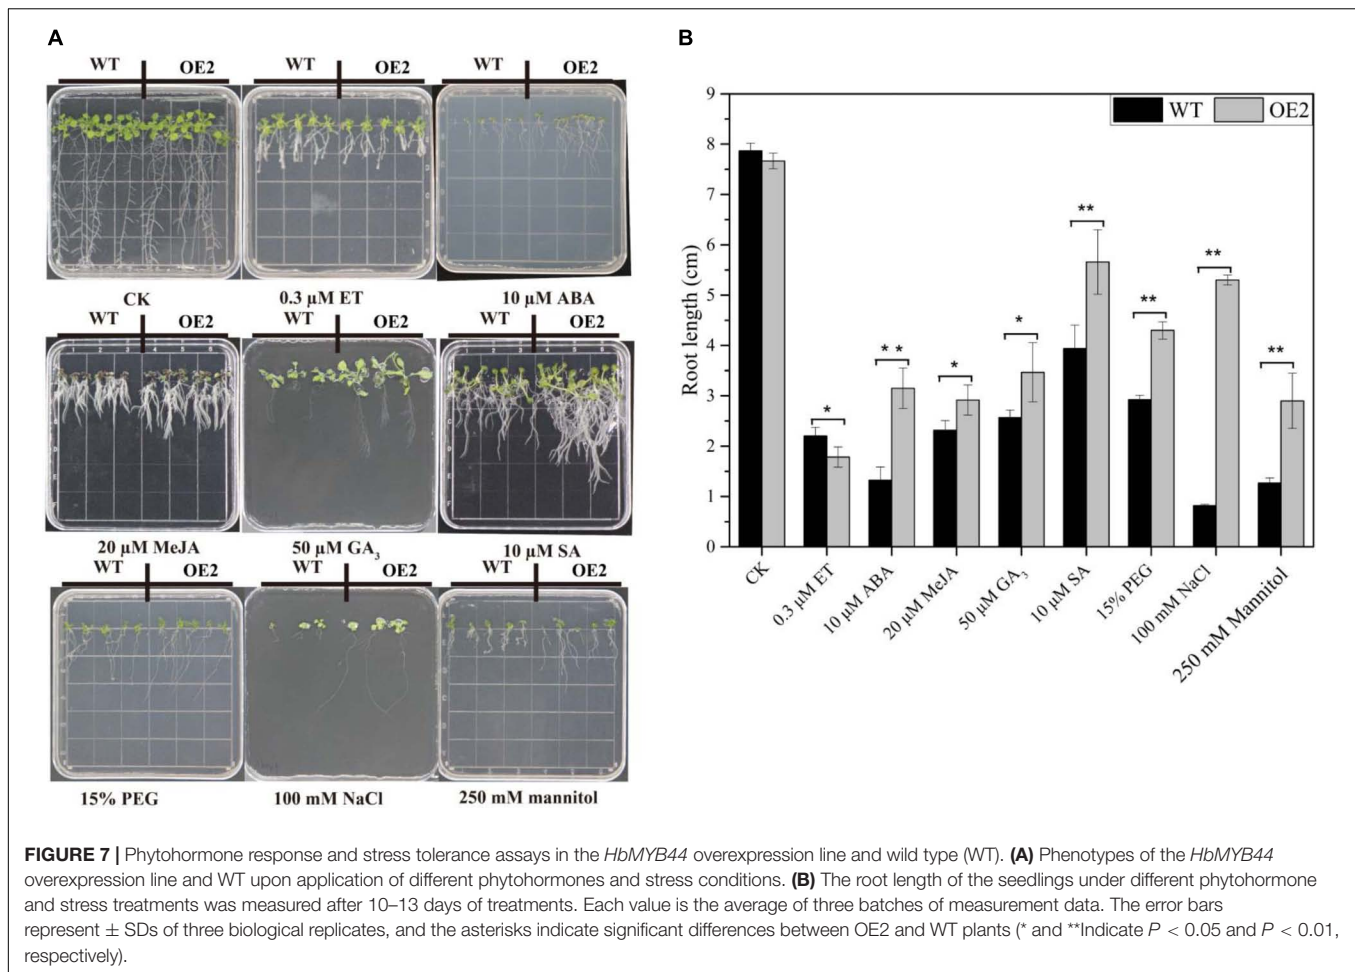 A
WT
OE2
WT
OE2
WT
OE2
CK
0.3 µM ET
10 µM ABA
WT
OE2
WT
OE2
WT
OE2
20 µM MeJA
50 µM GA3
10 µM SA
WT
OE2
WT
OE2
WT
OE2
15% PEG
100 mM NaCl
250 mM mannitol
B
WT
OE2
9
8
7
6
5
4
3
2
1
0
Root length (cm)
*
* *
*
*
**
**
**
**
CK
0.3 µM ET
10 µM ABA
20 µM MeJA
50 µM GA3
10 µM SA
15% PEG
100 mM NaCl
250 mM Mannitol
FIGURE 7 | Phytohormone response and stress tolerance assays in the HbMYB44 overexpression line and wild type (WT). (A) Phenotypes of the HbMYB44
overexpression line and WT upon application of different phytohormones and stress conditions. (B) The root length of the seedlings under different phytohormone
and stress treatments was measured after 10–13 days of treatments. Each value is the average of three batches of measurement data. The error bars
represent ± SDs of three biological replicates, and the asterisks indicate significant differences between OE2 and WT plants (* and **Indicate P < 0.05 and P < 0.01,
respectively).